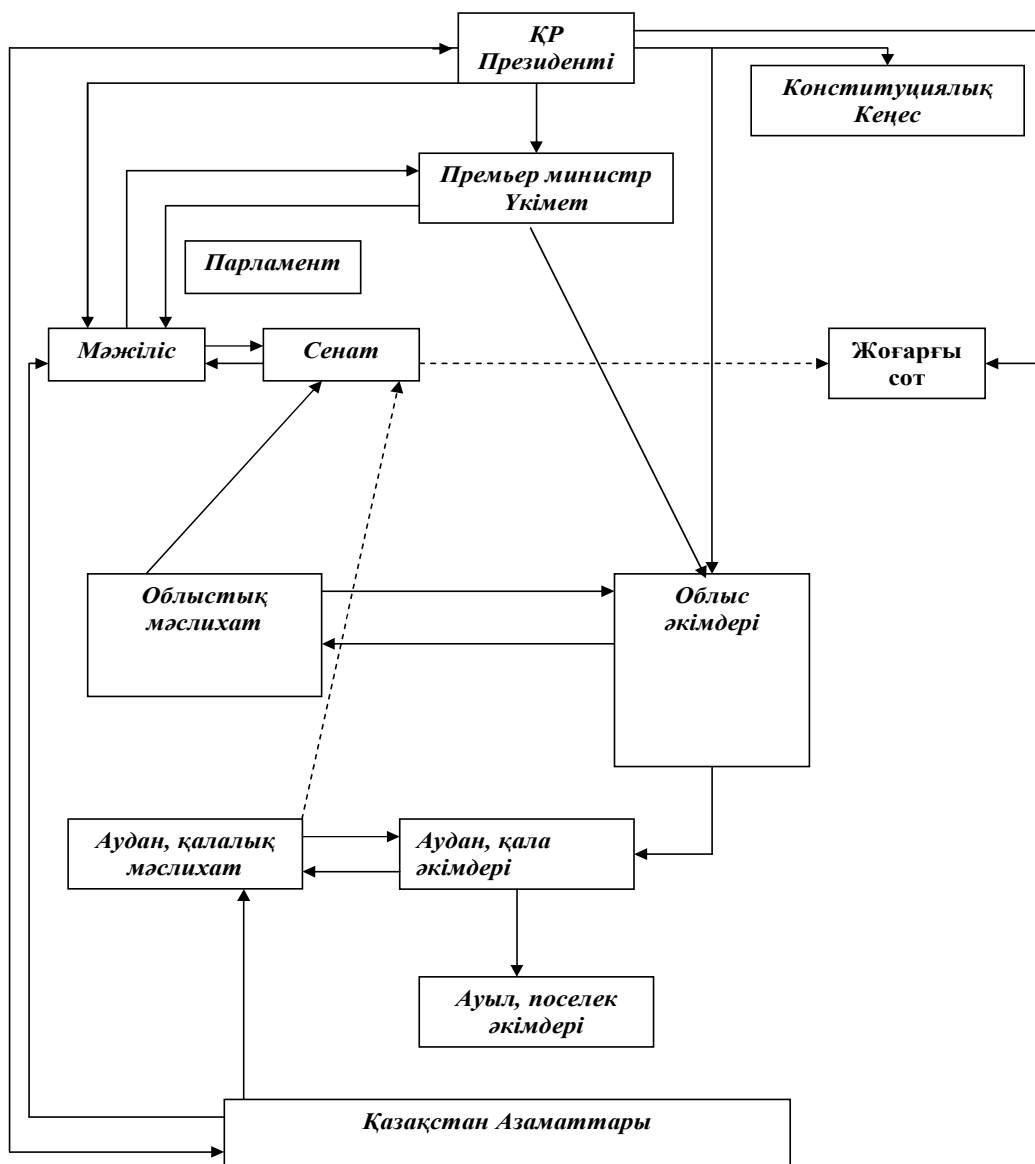 ҚР
Президенті
Конституциялық
Кеңес
Премьер министр
Үкімет
Парламент
Мәжіліс
Сенат
Жоғарғы
сот
Облыстық
мәслихат
Облыс
әкімдері
Аудан, қалалық
мәслихат
Аудан, қала
әкімдері
Ауыл, поселек
әкімдері
Қазақстан Азаматтары